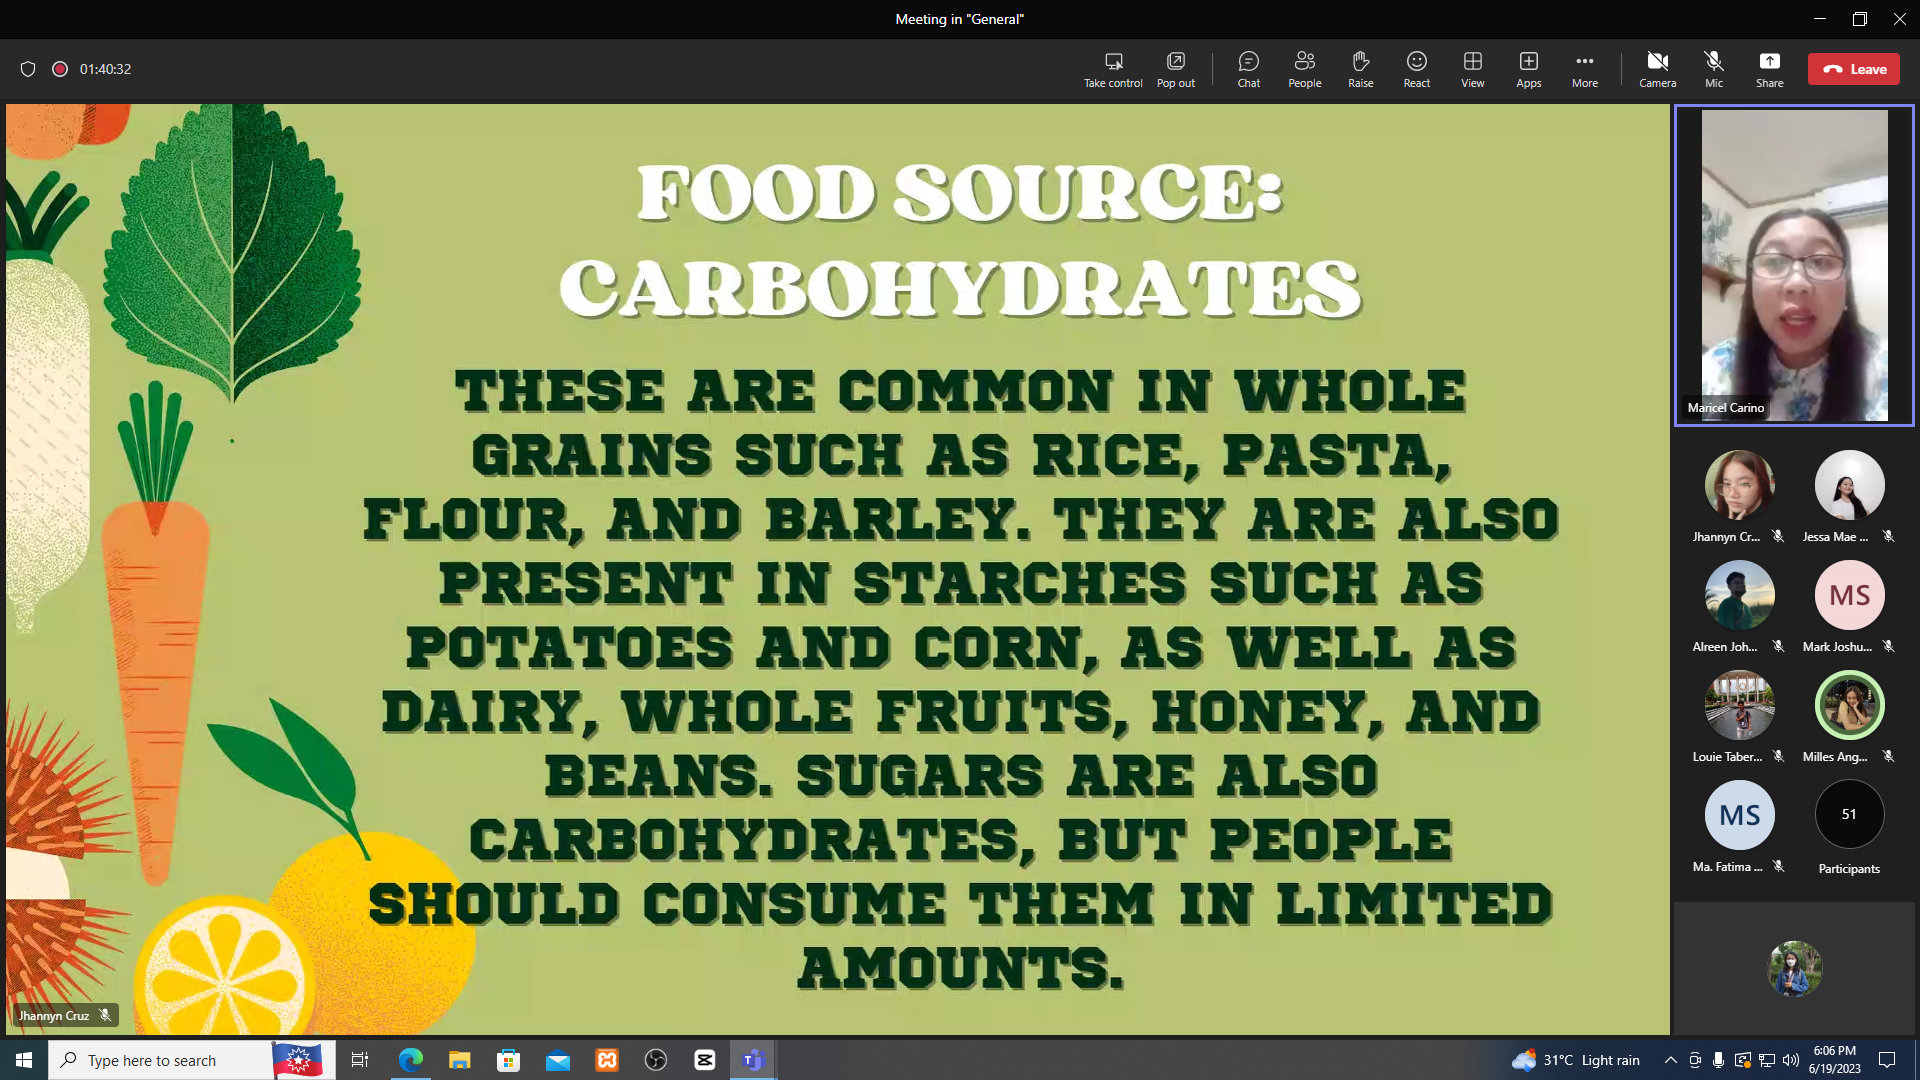 Meeting in "General"
01:40:32
Take control
Pop out
Chat
People
Raise
React
View
Apps
More
Camera
Mic
Share
Leave
FOOD SOURCE:
CARBOHYDRATES
THESE ARE COMMON IN WHOLE
GRAINS SUCH AS RICE, PASTA,
FLOUR, AND BARLEY. THEY ARE ALSO
PRESENT IN STARCHES SUCH AS
POTATOES AND CORN, AS WELL AS
DAIRY, WHOLE FRUITS, HONEY, AND
BEANS. SUGARS ARE ALSO
CARBOHYDRATES, BUT PEOPLE
SHOULD CONSUME THEM IN LIMITED
AMOUNTS.
Jhannyn Cruz
Maricel Carino
Jhannyn Cr...
Jessa Mae ...
Alreen Joh...
MS
Mark Joshu...
Louie Taber...
Milles Ang...
MS
Ma. Fatima ...
51
Participants
Type here to search
31°C Light rain
6:06 PM
6/19/2023